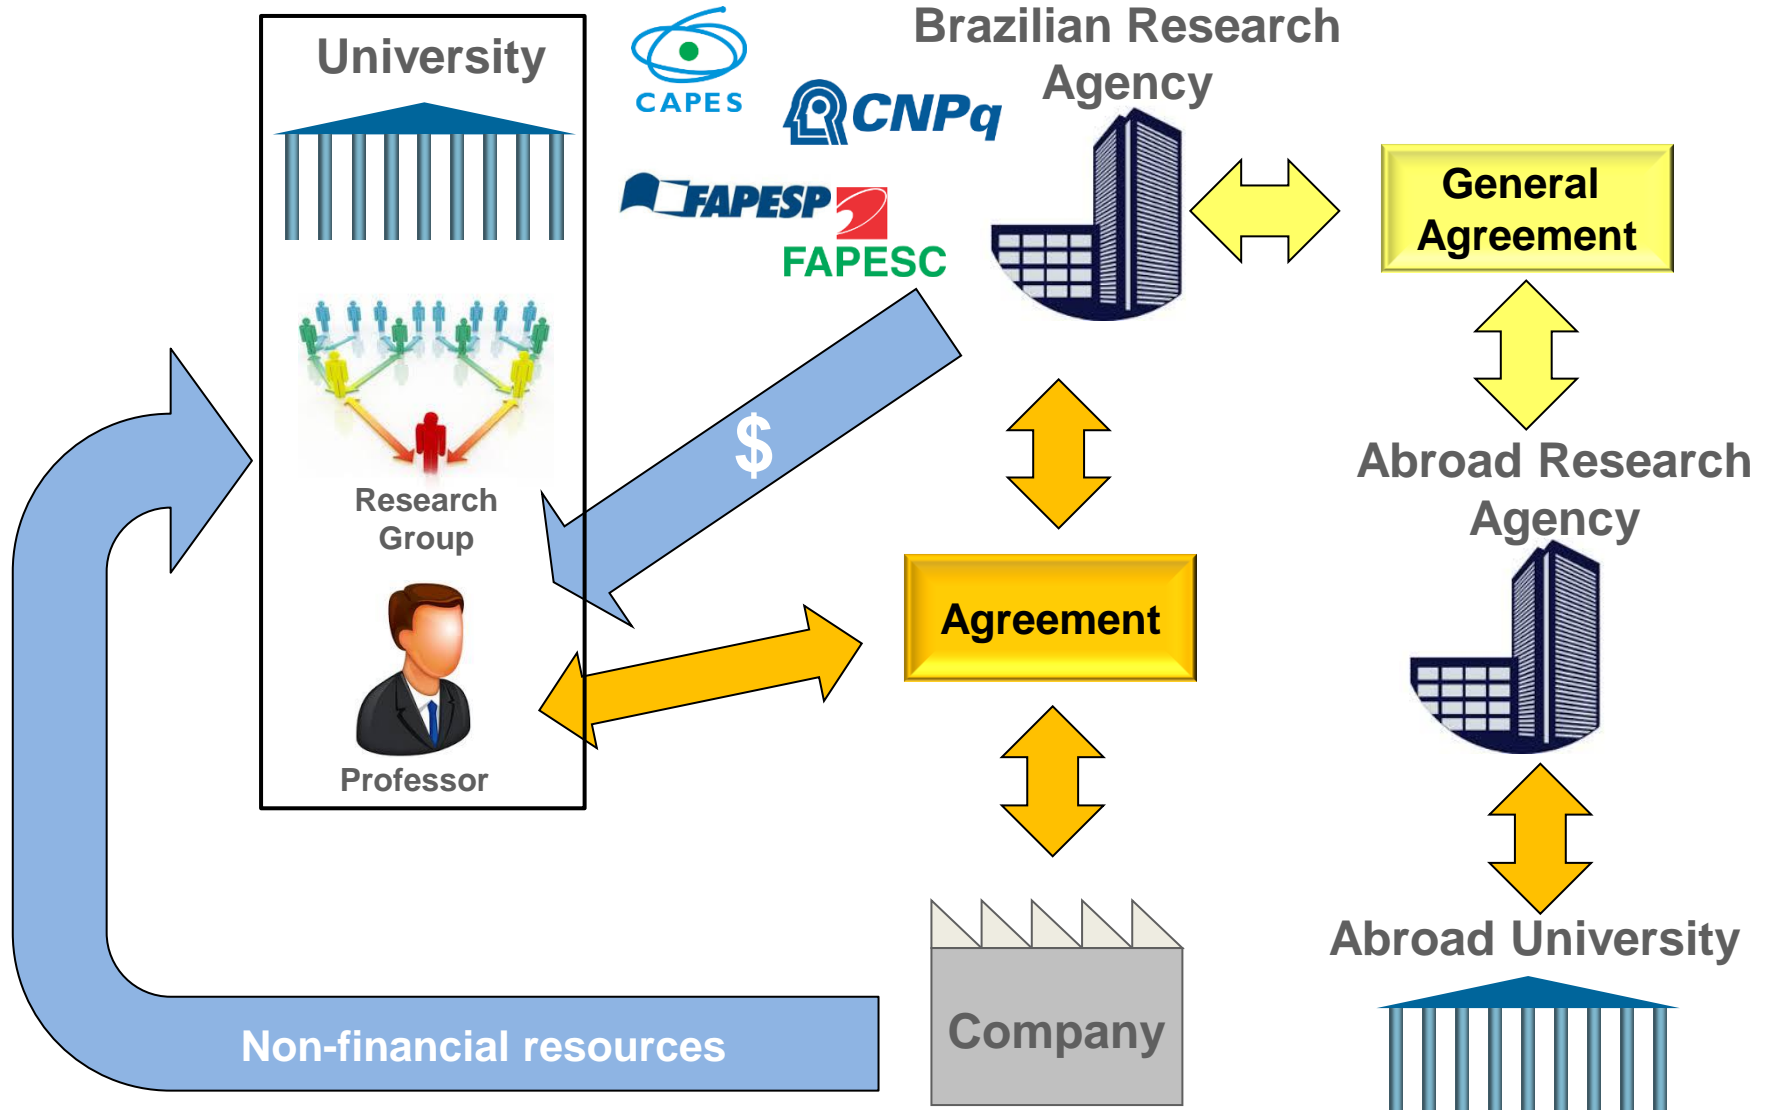 University
CAPES
CNPq
FAPESP
FAPESC
Brazilian Research
Agency
General
Agreement
$
Research
Group
Professor
Agreement
Abroad Research
Agency
Abroad University
Company
Non-financial resources